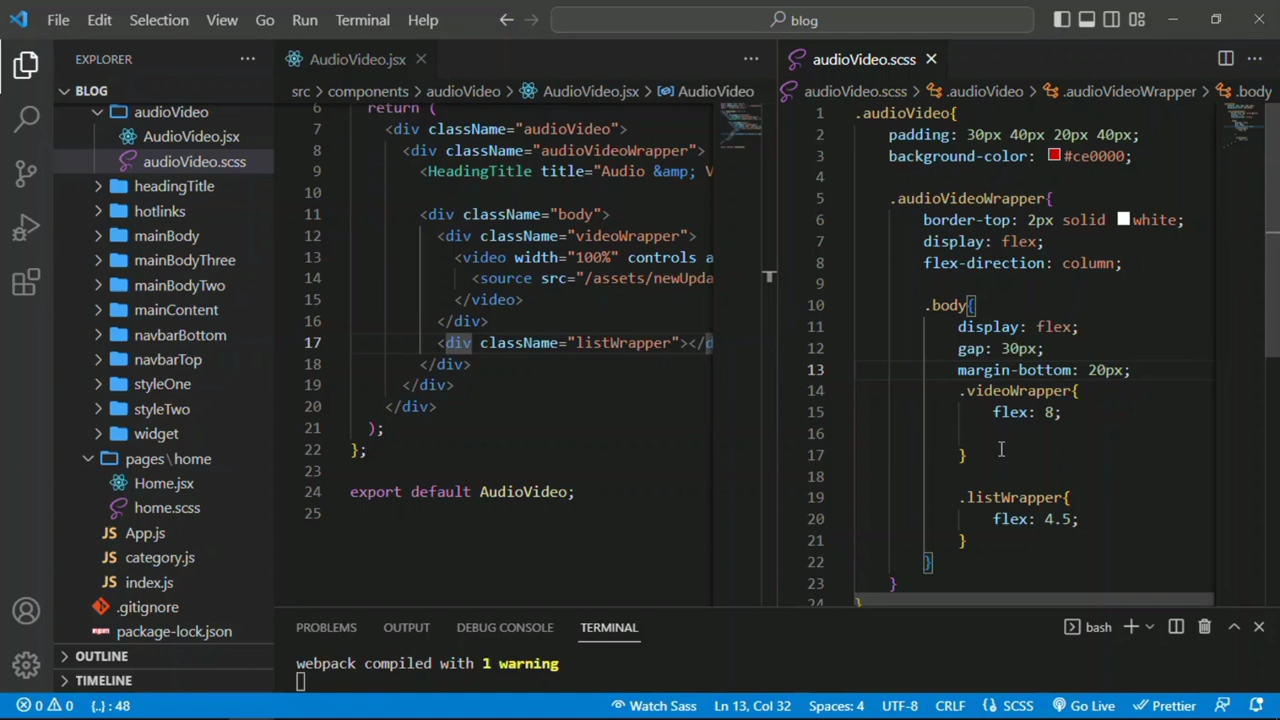 File Edit Selection View Go Run Terminal Help
blog
EXPLORER
BLOG
audioVideo
AudioVideo.jsx
audioVideo.scss
headingTitle
hotlinks
mainBody
mainBodyThree
mainBodyTwo
mainContent
navbarBottom
navbarTop
styleOne
styleTwo
widget
pages\home
Home.jsx
home.scss
App.js
category.js
index.js
.gitignore
package-lock.json
OUTLINE
TIMELINE
AudioVideo.jsx
src components audioVideo AudioVideo.jsx AudioVideo
6 return (
7 <div className="audioVideo">
8 <div className="audioVideoWrapper">
9 <HeadingTitle title="Audio &amp; V
10
11 <div className="body">
12 <div className="videoWrapper">
13 <video width="100%" controls a
14 <source src="/assets/newUpda
15 </video>
16 </div>
17 <div className="listWrapper"></d
18 </div>
19 </div>
20 </div>
21 );
22 };
23
24 export default AudioVideo;
25
audioVideo.scss
audioVideo.scss .audioVideo .audioVideoWrapper .body
1 .audioVideo{
2 padding: 30px 40px 20px 40px;
3 background-color: #ce0000;
4
5 .audioVideoWrapper{
6 border-top: 2px solid white;
7 display: flex;
8 flex-direction: column;
9
10 .body{
11 display: flex;
12 gap: 30px;
13 margin-bottom: 20px;
14 .videoWrapper{
15 flex: 8;
16
17 }
18
19 .listWrapper{
20 flex: 4.5;
21 }
22 }
23 }
24 }
PROBLEMS OUTPUT DEBUG CONSOLE TERMINAL
bash
webpack compiled with 1 warning
0 0 {..} : 48 Watch Sass Ln 13, Col 32 Spaces: 4 UTF-8 CRLF SCSS Go Live Prettier